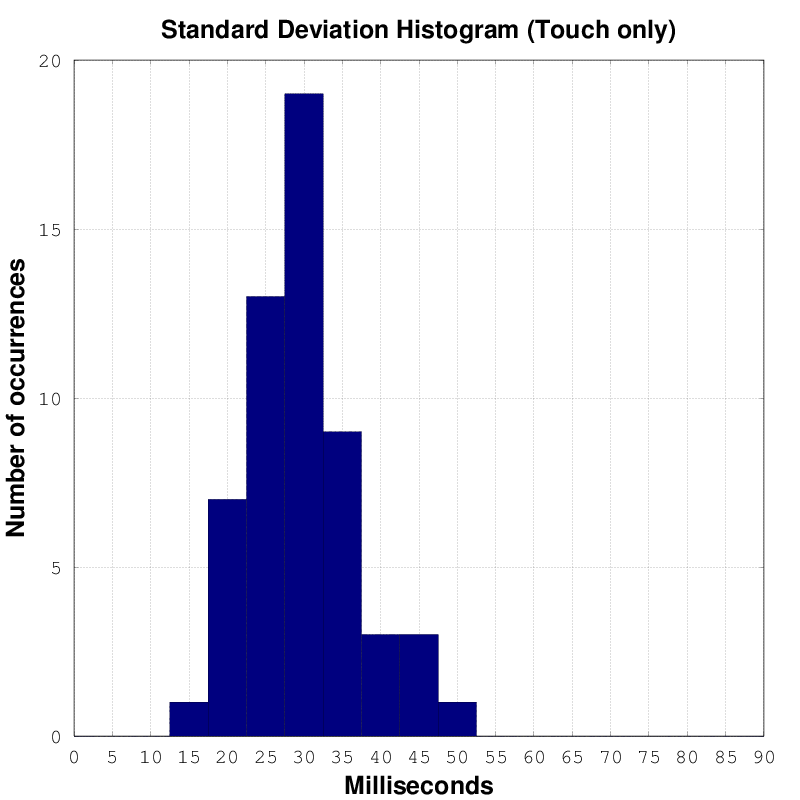 Standard Deviation Histogram (Touch only)
20
15
10
5
0
Number of occurrences
0 5 10 15 20 25 30 35 40 45 50 55 60 65 70 75 80 85 90
Milliseconds